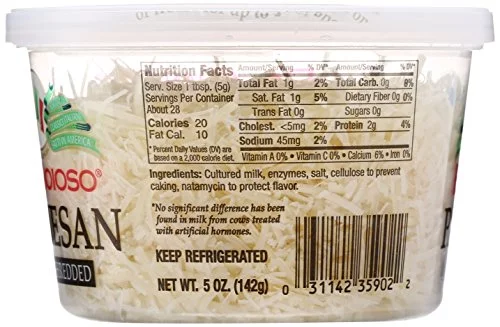 Nutrition Facts
Serv. Size 1 tbsp. (5g)
Servings Per Container
About 28
Calories 20
Fat Cal. 10
*Percent Daily Values (DV) are
based on a 2,000 calorie diet.
Amount/Serving % DV* Amount/Serving % DV*
Total Fat 1g 2% Total Carb. 0g 0%
Sat. Fat 1g 5% Dietary Fiber 0g 0%
Trans Fat 0g Sugars 0g
Cholest. <5mg 2% Protein 2g 4%
Sodium 45mg 2%
Vitamin A 0% • Vitamin C 0% • Calcium 6% • Iron 0%
Ingredients: Cultured milk, enzymes, salt, cellulose to prevent
caking, natamycin to protect flavor.
*No significant difference has been
found in milk from cows treated
with artificial hormones.
KEEP REFRIGERATED
NET WT. 5 OZ. (142g)
0 31142 35902 2
IN AMERICA
OIOSO®
ESAN
REDDED
P